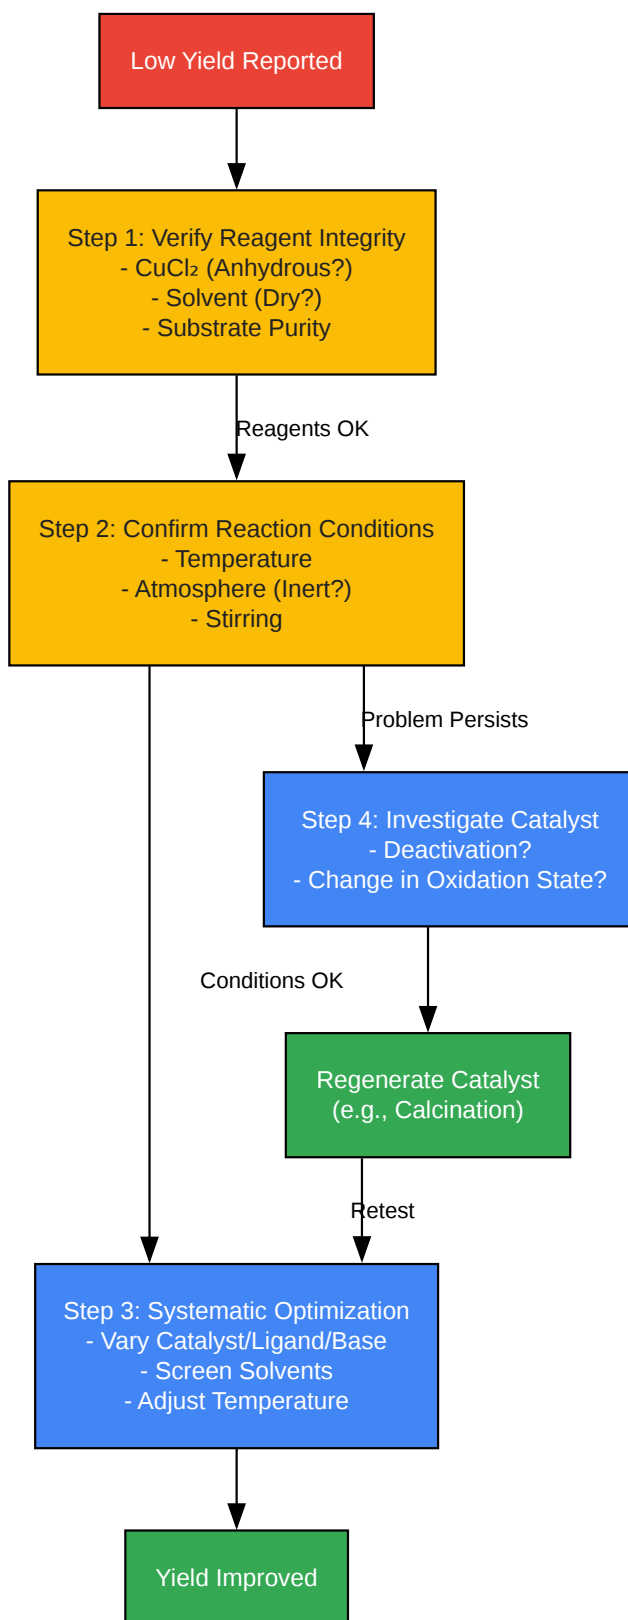 Low Yield Reported
Step 1: Verify Reagent Integrity
- CuCl₂ (Anhydrous?)
- Solvent (Dry?)
- Substrate Purity
Reagents OK
Step 2: Confirm Reaction Conditions
- Temperature
- Atmosphere (Inert?)
- Stirring
Problem Persists
Step 4: Investigate Catalyst
- Deactivation?
- Change in Oxidation State?
Conditions OK
Regenerate Catalyst
(e.g., Calcination)
Retest
Step 3: Systematic Optimization
- Vary Catalyst/Ligand/Base
- Screen Solvents
- Adjust Temperature
Yield Improved